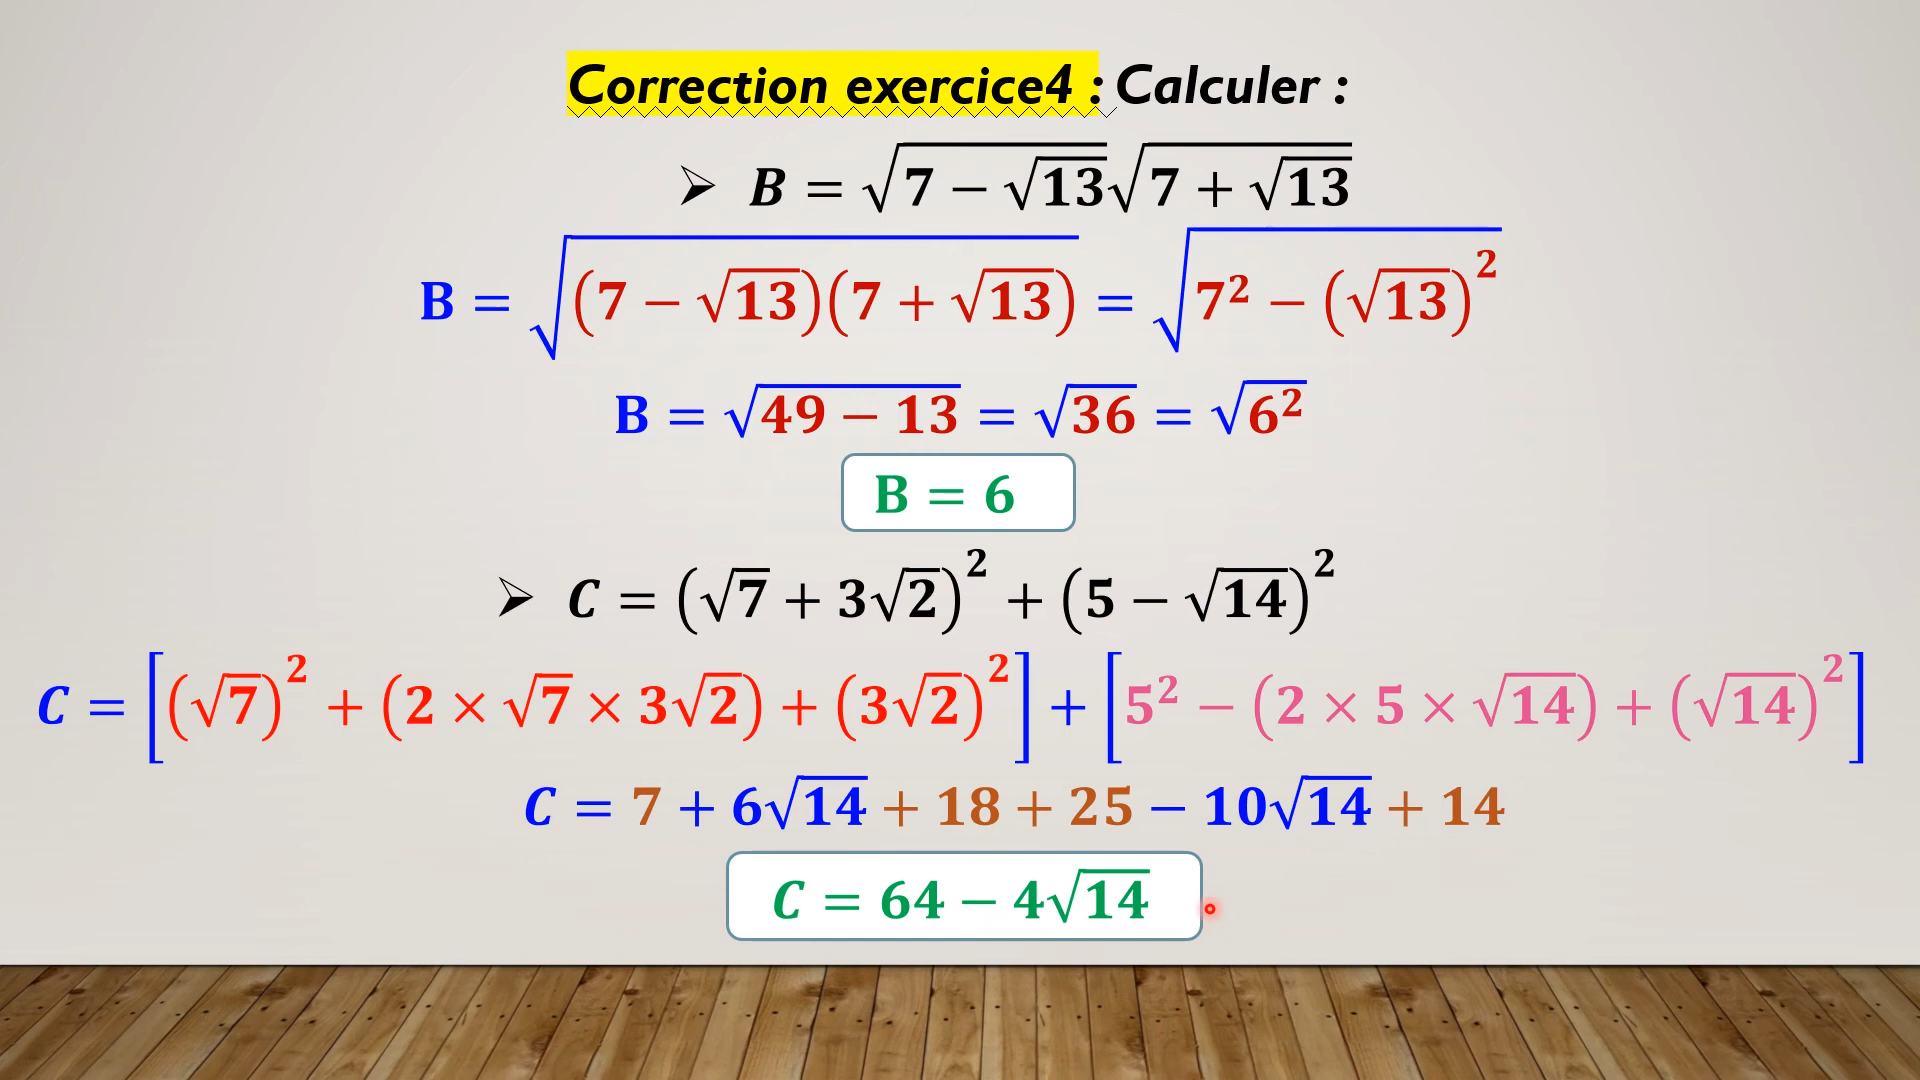 Correction exercice4 : Calculer :
➢ B = √(7 − √13) √(7 + √13)
B = √((7 − √13)(7 + √13)) = √(7² − (√13)²)
B = √(49 − 13) = √36 = √(6²)
B = 6
➢ C = (√7 + 3√2)² + (5 − √14)²
C = [(√7)² + (2 × √7 × 3√2) + (3√2)²] + [5² − (2 × 5 × √14) + (√14)²]
C = 7 + 6√14 + 18 + 25 − 10√14 + 14
C = 64 − 4√14